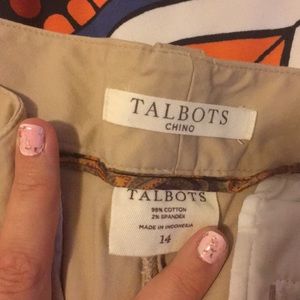 TALBOTS
CHINO
TALBOTS
98% COTTON
2% SPANDEX
MADE IN INDONESIA
14